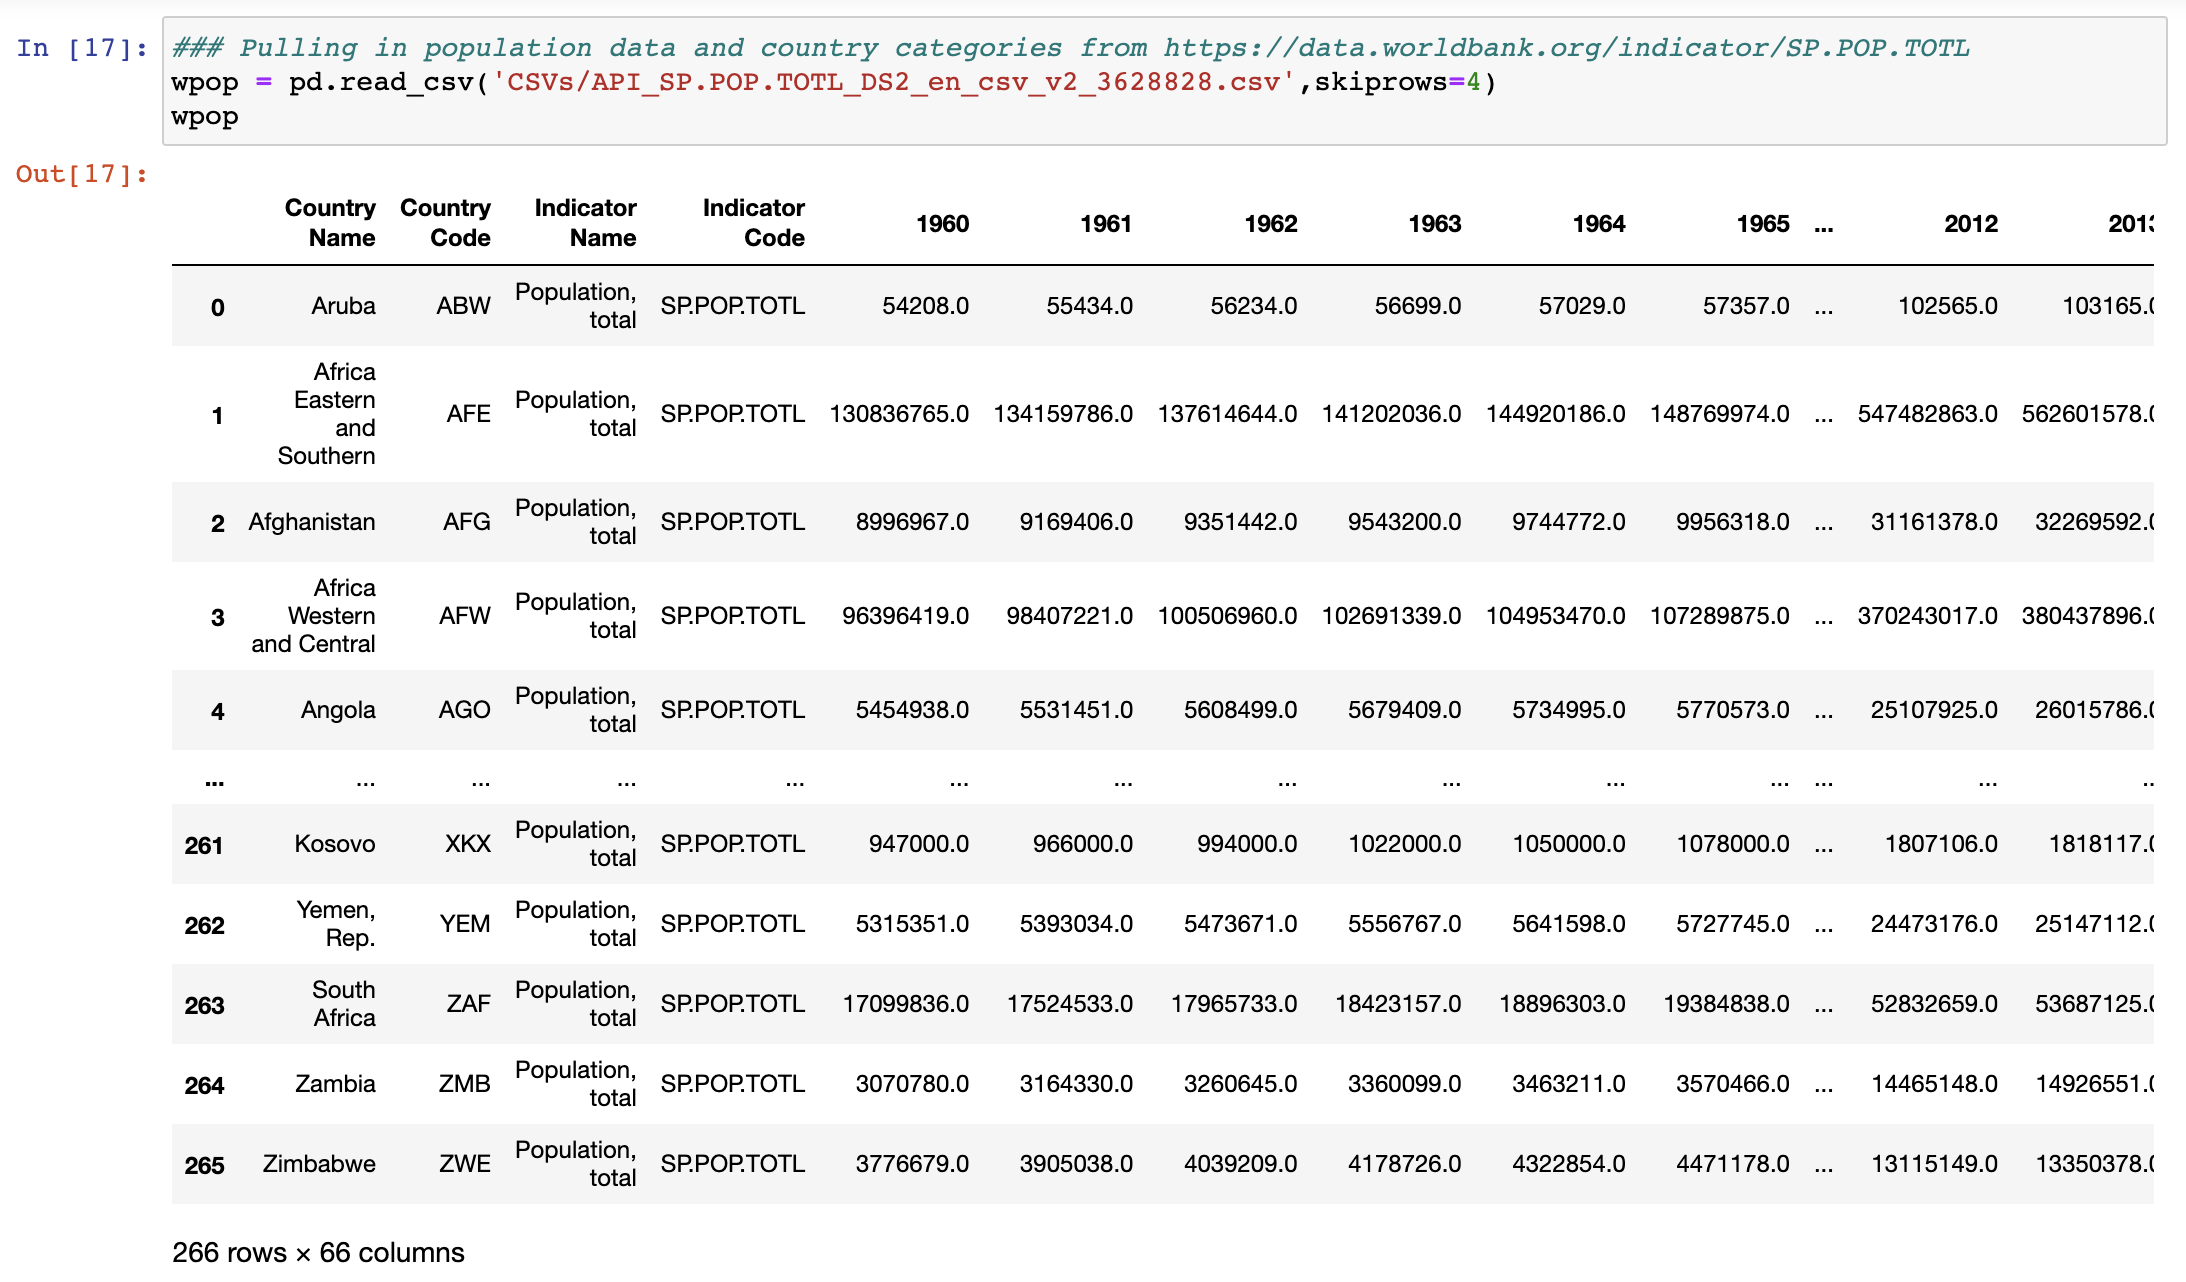 In [17]: ### Pulling in population data and country categories from https://data.worldbank.org/indicator/SP.POP.TOTL
wpop = pd.read_csv('CSVs/API_SP.POP.TOTL_DS2_en_csv_v2_3628828.csv',skiprows=4)
wpop
Out[17]:
Country Name Country Code Indicator Name Indicator Code 1960 1961 1962 1963 1964 1965 ... 2012 2013
0 Aruba ABW Population, total SP.POP.TOTL 54208.0 55434.0 56234.0 56699.0 57029.0 57357.0 ... 102565.0 103165.0
1 Africa Eastern and Southern AFE Population, total SP.POP.TOTL 130836765.0 134159786.0 137614644.0 141202036.0 144920186.0 148769974.0 ... 547482863.0 562601578.0
2 Afghanistan AFG Population, total SP.POP.TOTL 8996967.0 9169406.0 9351442.0 9543200.0 9744772.0 9956318.0 ... 31161378.0 32269592.0
3 Africa Western and Central AFW Population, total SP.POP.TOTL 96396419.0 98407221.0 100506960.0 102691339.0 104953470.0 107289875.0 ... 370243017.0 380437896.0
4 Angola AGO Population, total SP.POP.TOTL 5454938.0 5531451.0 5608499.0 5679409.0 5734995.0 5770573.0 ... 25107925.0 26015786.0
... ... ... ... ... ... ... ... ... ... ... ... ... ..
261 Kosovo XKX Population, total SP.POP.TOTL 947000.0 966000.0 994000.0 1022000.0 1050000.0 1078000.0 ... 1807106.0 1818117.0
262 Yemen, Rep. YEM Population, total SP.POP.TOTL 5315351.0 5393034.0 5473671.0 5556767.0 5641598.0 5727745.0 ... 24473176.0 25147112.0
263 South Africa ZAF Population, total SP.POP.TOTL 17099836.0 17524533.0 17965733.0 18423157.0 18896303.0 19384838.0 ... 52832659.0 53687125.0
264 Zambia ZMB Population, total SP.POP.TOTL 3070780.0 3164330.0 3260645.0 3360099.0 3463211.0 3570466.0 ... 14465148.0 14926551.0
265 Zimbabwe ZWE Population, total SP.POP.TOTL 3776679.0 3905038.0 4039209.0 4178726.0 4322854.0 4471178.0 ... 13115149.0 13350378.0
266 rows × 66 columns